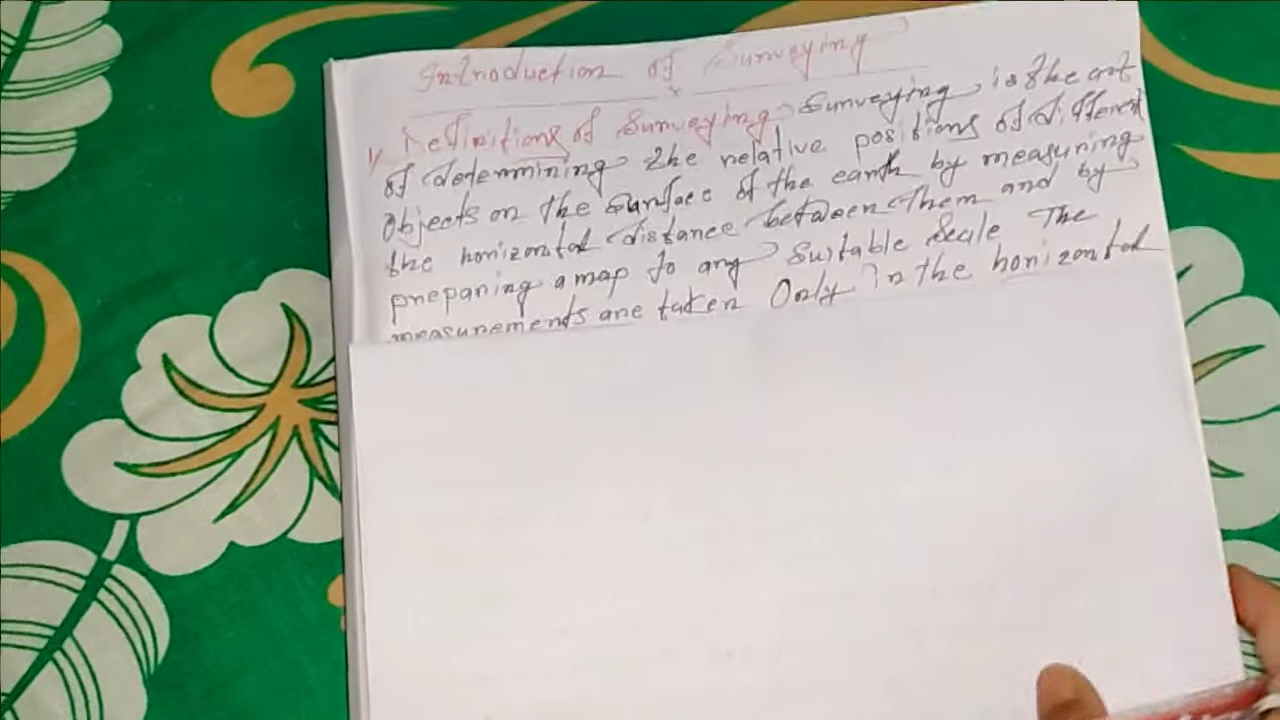 Introduction of Surveying
1) Definitions of Surveying Surveying is the art
of determining the relative positions of different
Objects on the Surface of the earth by measuring
the horizontal distance between them and by
preparing a map to any Suitable Scale The
measurements are taken Only in the horizontal